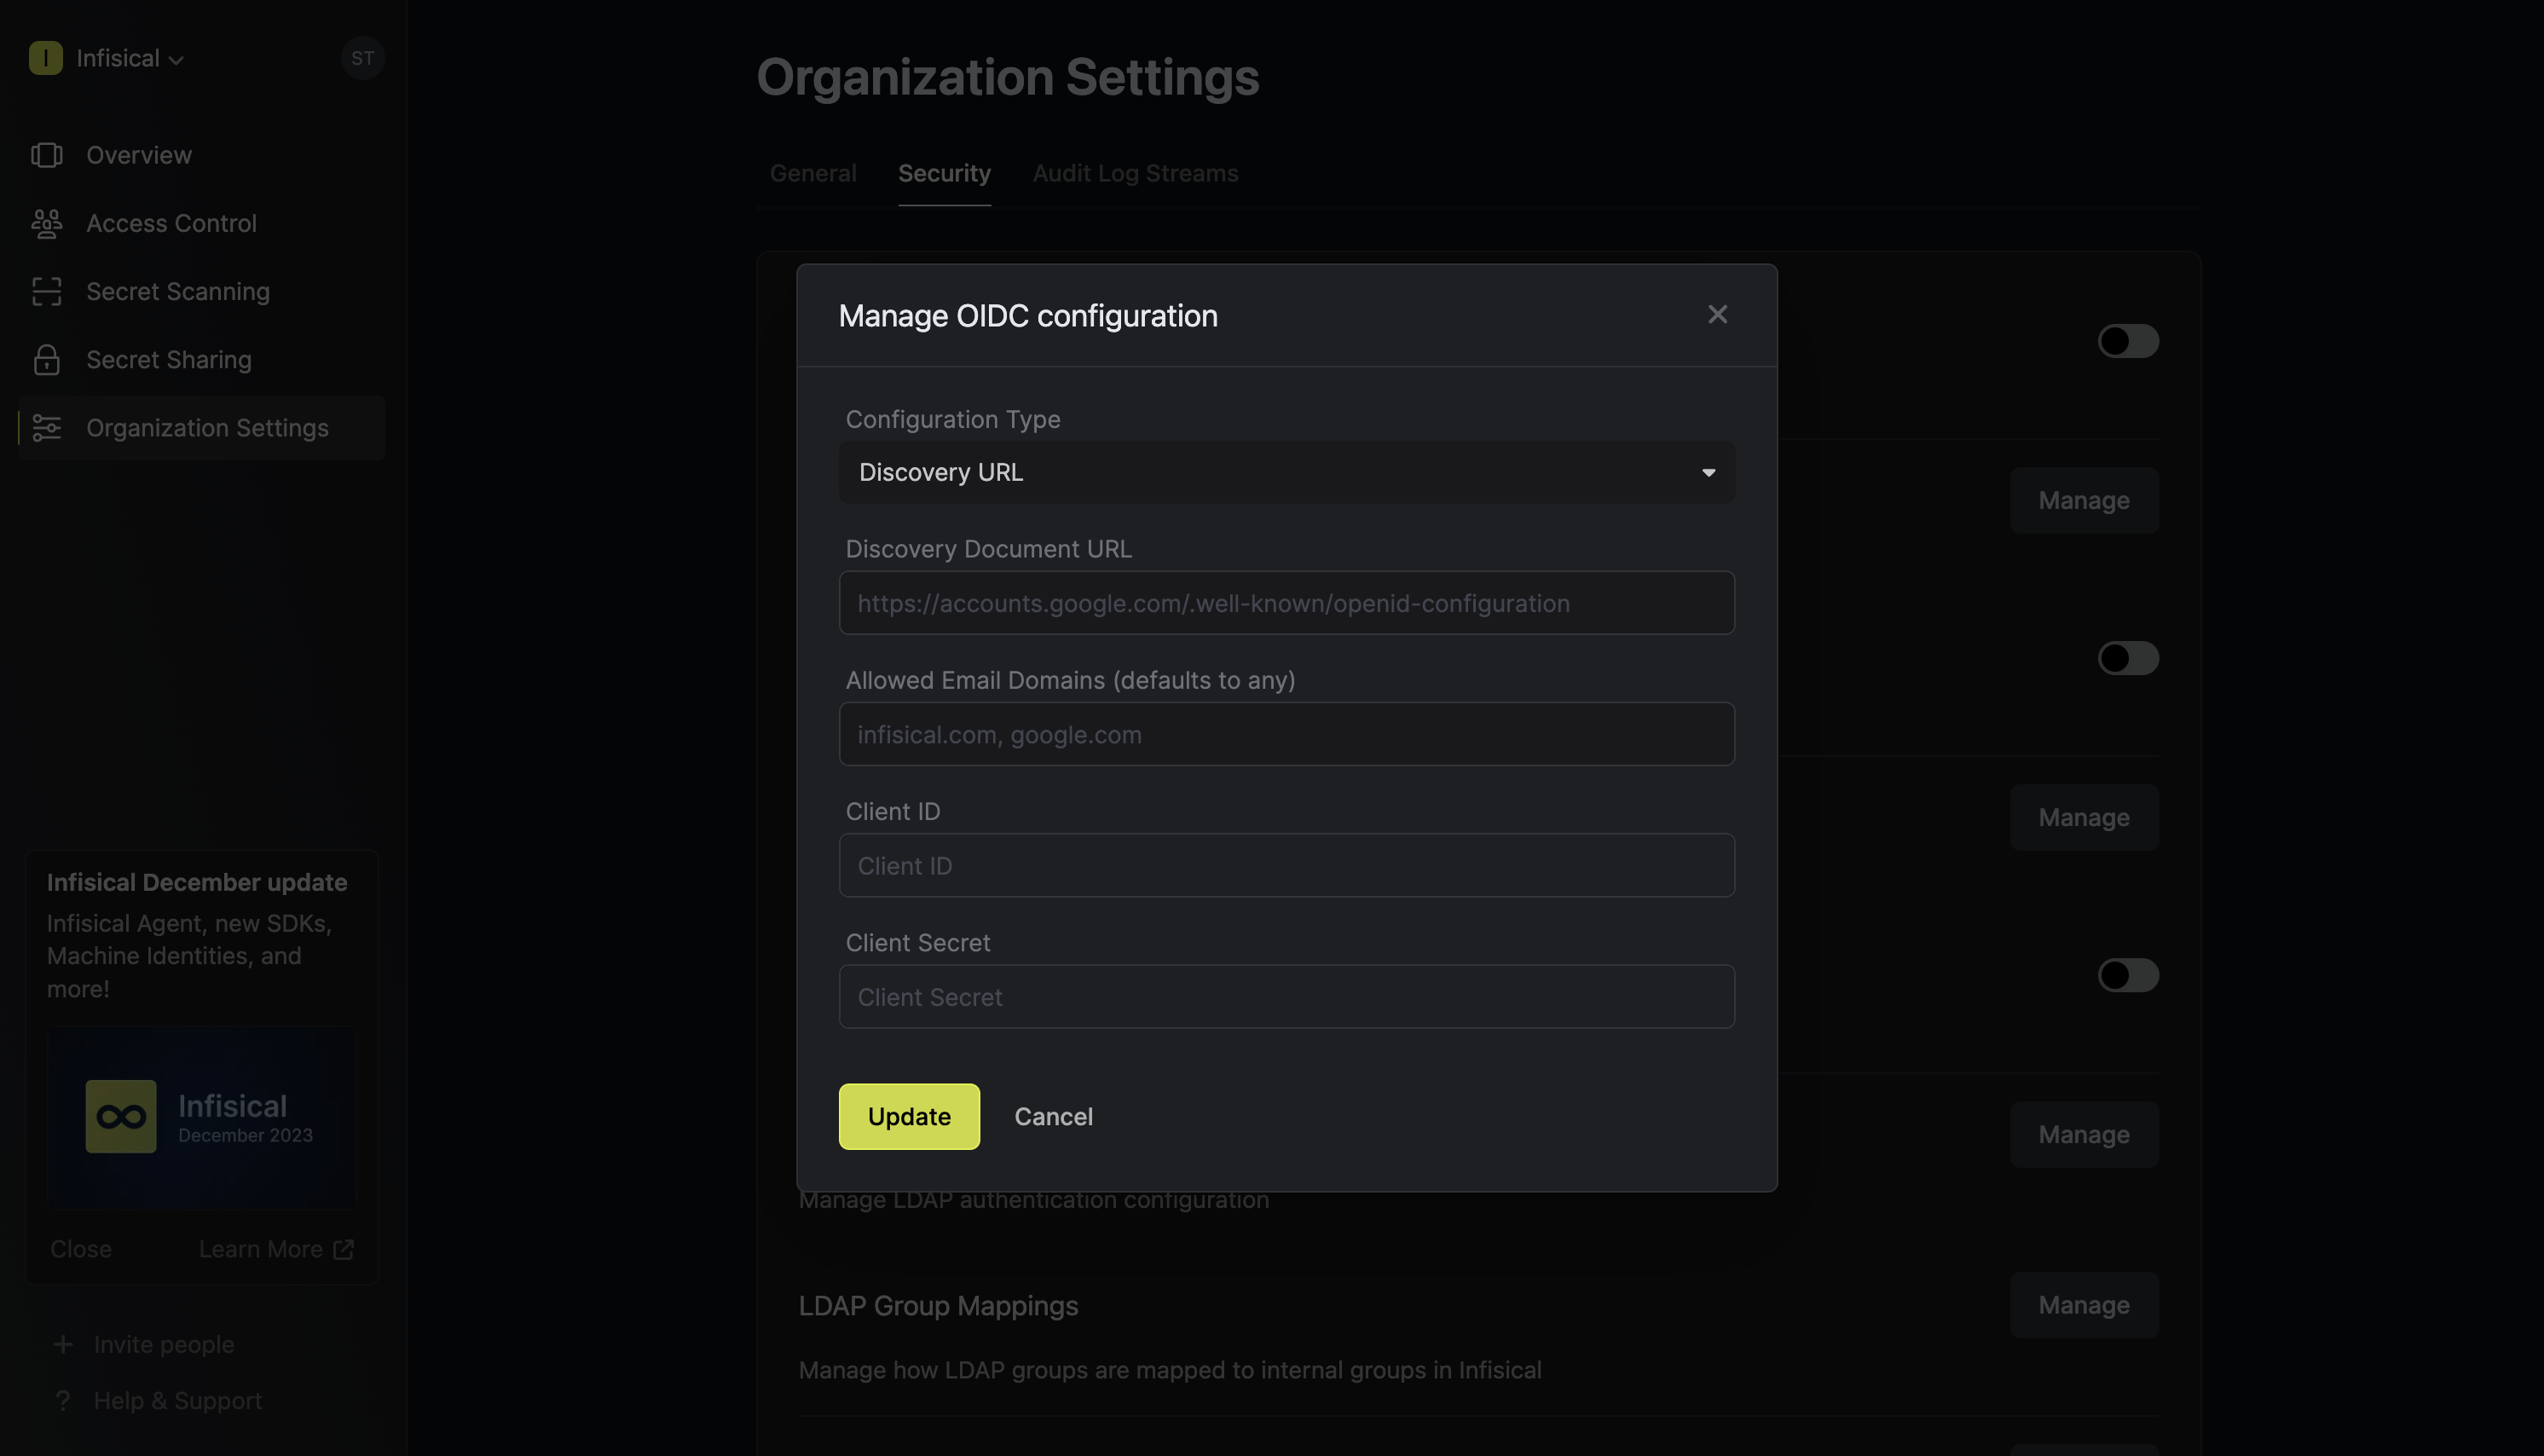 I
Infisical
ST
Overview
Access Control
Secret Scanning
Secret Sharing
Organization Settings
Infisical December update
Infisical Agent, new SDKs,
Machine Identities, and
more!
Infisical
December 2023
Close
Learn More
Invite people
? Help & Support
Organization Settings
General
Security
Audit Log Streams
Manage OIDC configuration
Configuration Type
Discovery URL
Discovery Document URL
https://accounts.google.com/.well-known/openid-configuration
Allowed Email Domains (defaults to any)
infisical.com, google.com
Client ID
Client ID
Client Secret
Client Secret
Update
Cancel
Manage
Manage
Manage
Manage LDAP authentication configuration
LDAP Group Mappings
Manage
Manage how LDAP groups are mapped to internal groups in Infisical